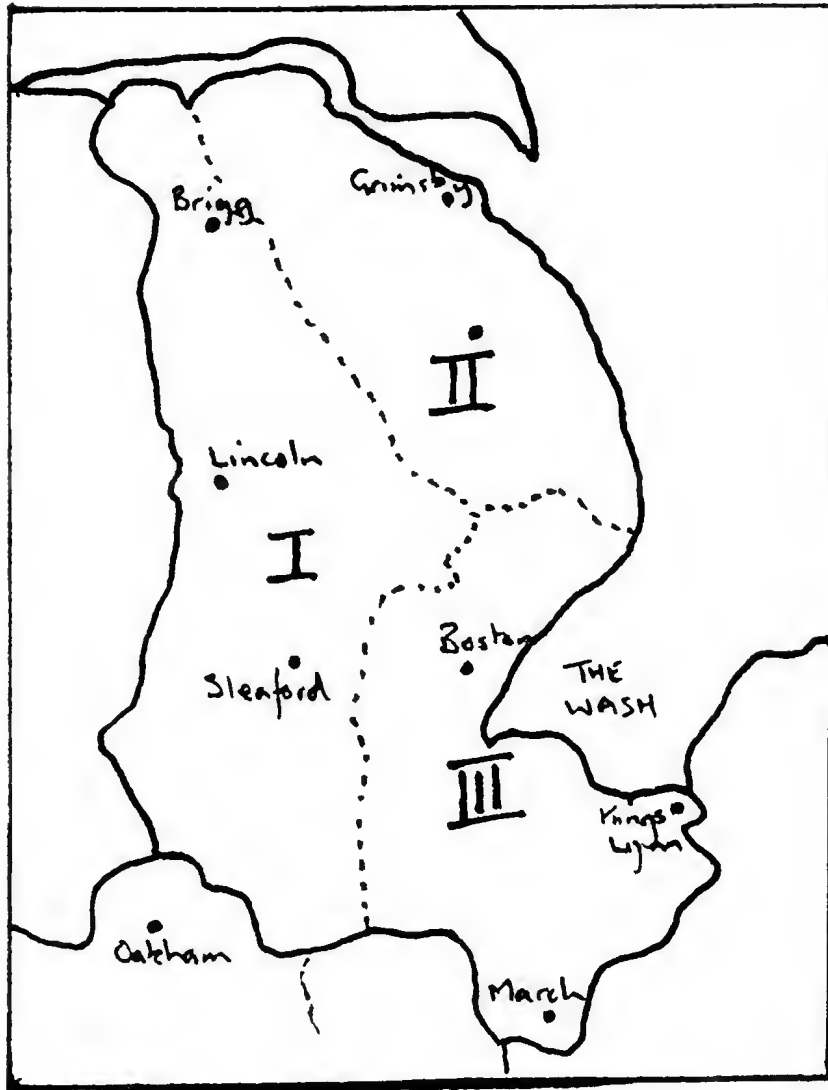 Grimsby
Brigg
II
Lincoln
I
Boston
Sleaford
THE
WASH
III
Kings
Lynn
Oakham
March